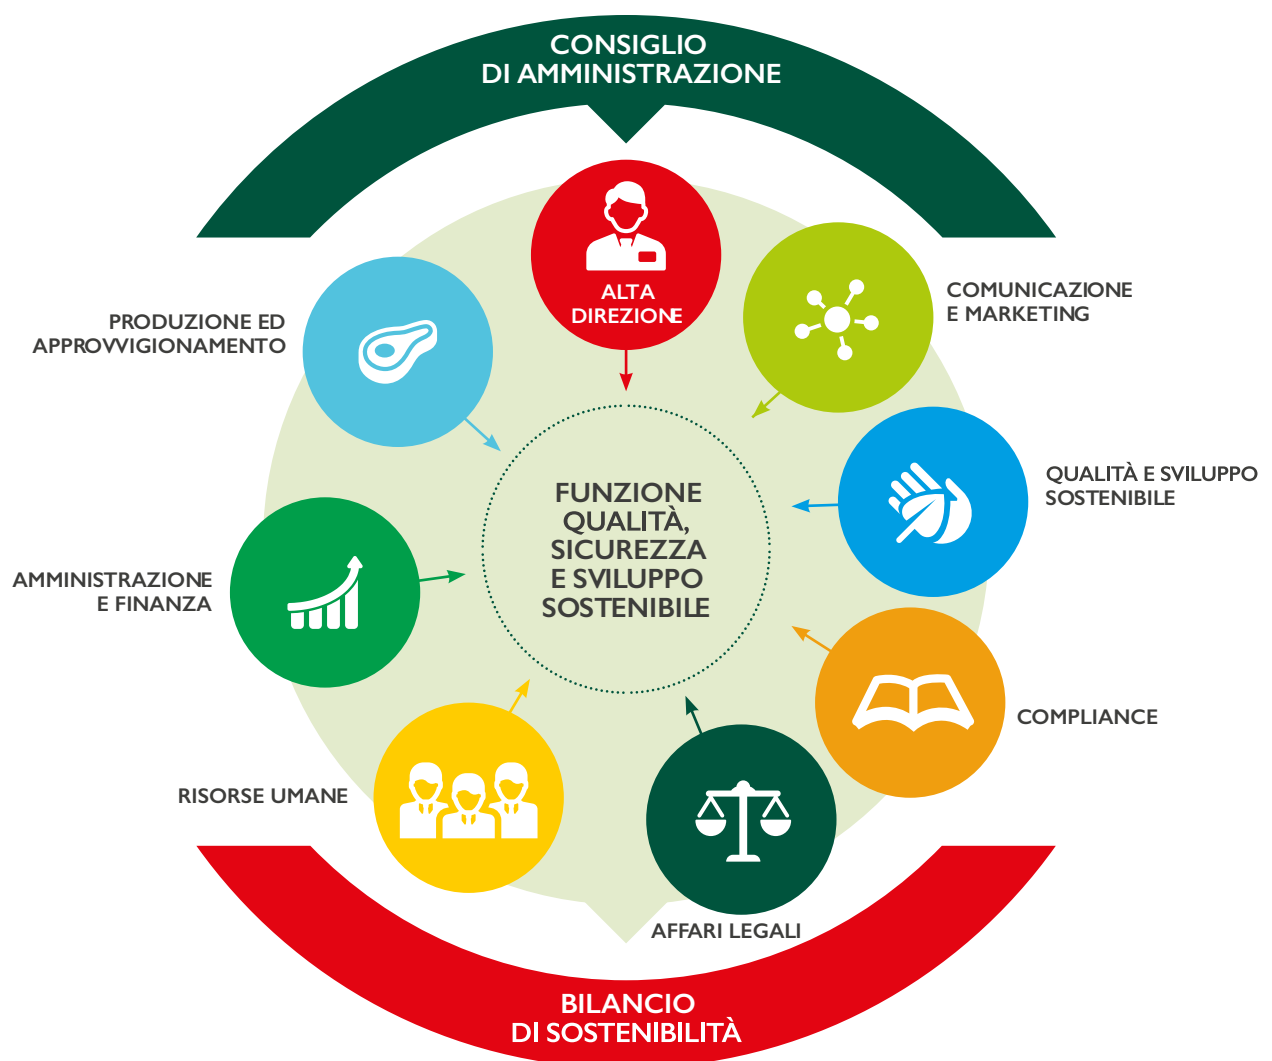 CONSIGLIO
DI AMMINISTRAZIONE
ALTA
DIREZIONE
COMUNICAZIONE
E MARKETING
PRODUZIONE ED
APPROVVIGIONAMENTO
QUALITÀ E SVILUPPO
SOSTENIBILE
FUNZIONE
QUALITÀ,
SICUREZZA
E SVILUPPO
SOSTENIBILE
AMMINISTRAZIONE
E FINANZA
COMPLIANCE
RISORSE UMANE
AFFARI LEGALI
BILANCIO
DI SOSTENIBILITÀ